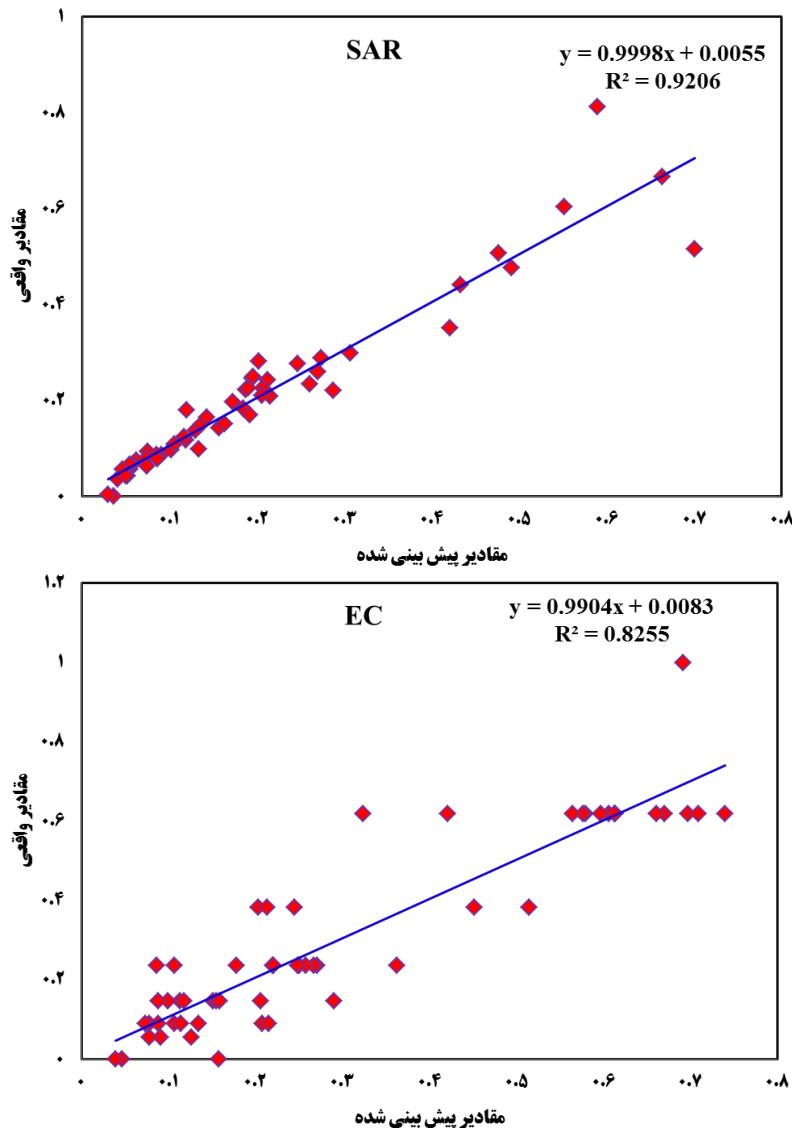 SAR
y = 0.9998x + 0.0055
R² = 0.9206
۱
۰.۸
۰.۶
۰.۴
۰.۲
۰
مقادیر واقعی
۰ ۰.۱ ۰.۲ ۰.۳ ۰.۴ ۰.۵ ۰.۶ ۰.۷ ۰.۸
مقادیر پیش بینی شده
EC
y = 0.9904x + 0.0083
R² = 0.8255
۱.۲
۱
۰.۸
۰.۶
۰.۴
۰.۲
۰
مقادیر واقعی
۰ ۰.۱ ۰.۲ ۰.۳ ۰.۴ ۰.۵ ۰.۶ ۰.۷ ۰.۸
مقادیر پیش بینی شده